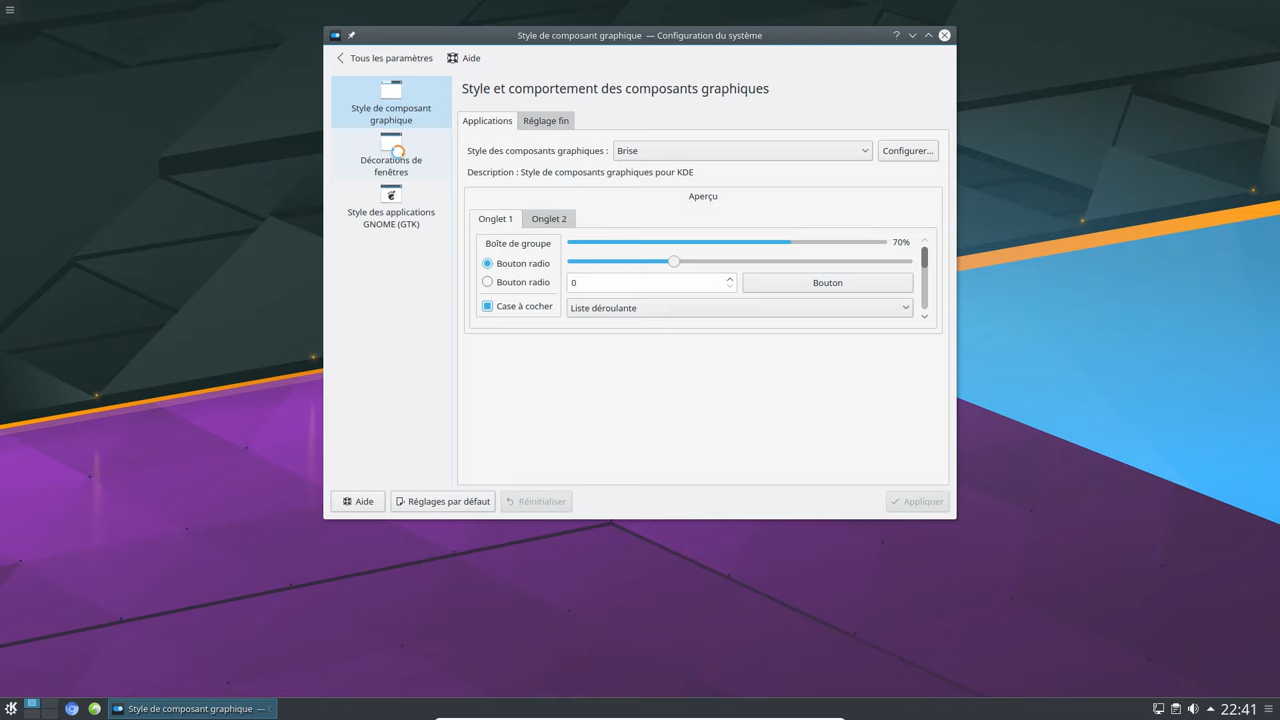 Style de composant graphique — Configuration du système
Tous les paramètres
Aide
Style de composant
graphique
Décorations de
fenêtres
Style des applications
GNOME (GTK)
Style et comportement des composants graphiques
Applications
Réglage fin
Style des composants graphiques :
Brise
Configurer...
Description : Style de composants graphiques pour KDE
Aperçu
Onglet 1
Onglet 2
Boîte de groupe
70%
Bouton radio
Bouton radio
0
Bouton
Case à cocher
Liste déroulante
Aide
Réglages par défaut
Réinitialiser
Appliquer
Style de composant graphique —
22:41